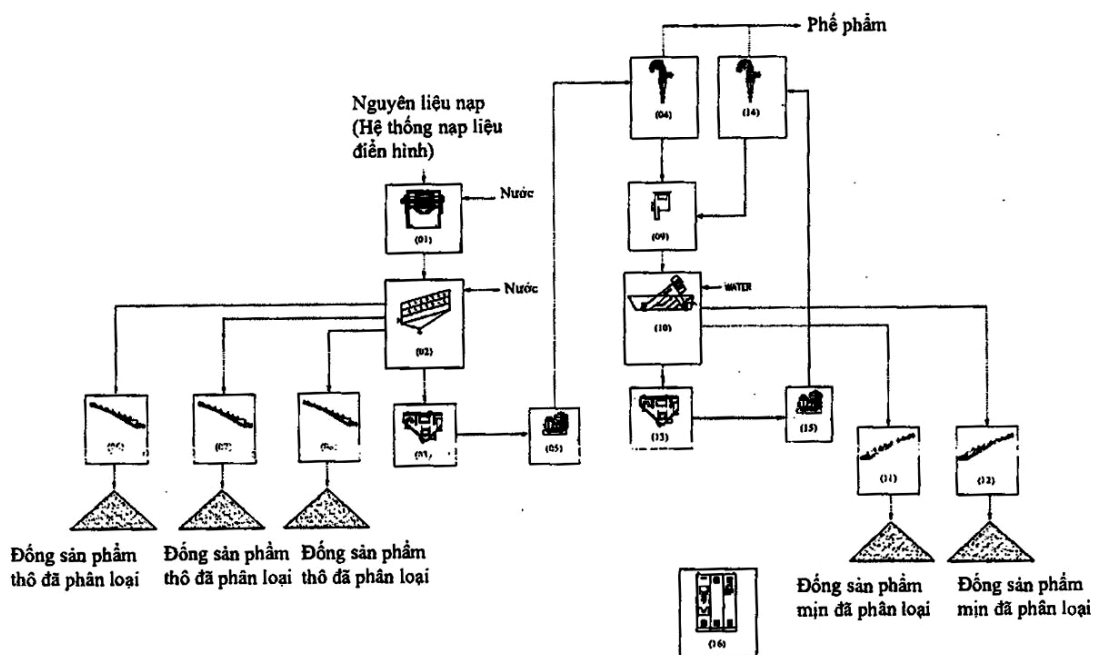 Phế phẩm
(04)
(14)
Nguyên liệu nạp
(Hệ thống nạp liệu
điển hình)
Nước
(01)
(09)
Nước
WATER
(02)
(10)
(07)
(05)
(13)
(15)
(11)
(12)
Đống sản phẩm
thô đã phân loại
Đống sản phẩm
thô đã phân loại
Đống sản phẩm
thô đã phân loại
Đống sản phẩm
mịn đã phân loại
Đống sản phẩm
mịn đã phân loại
(16)